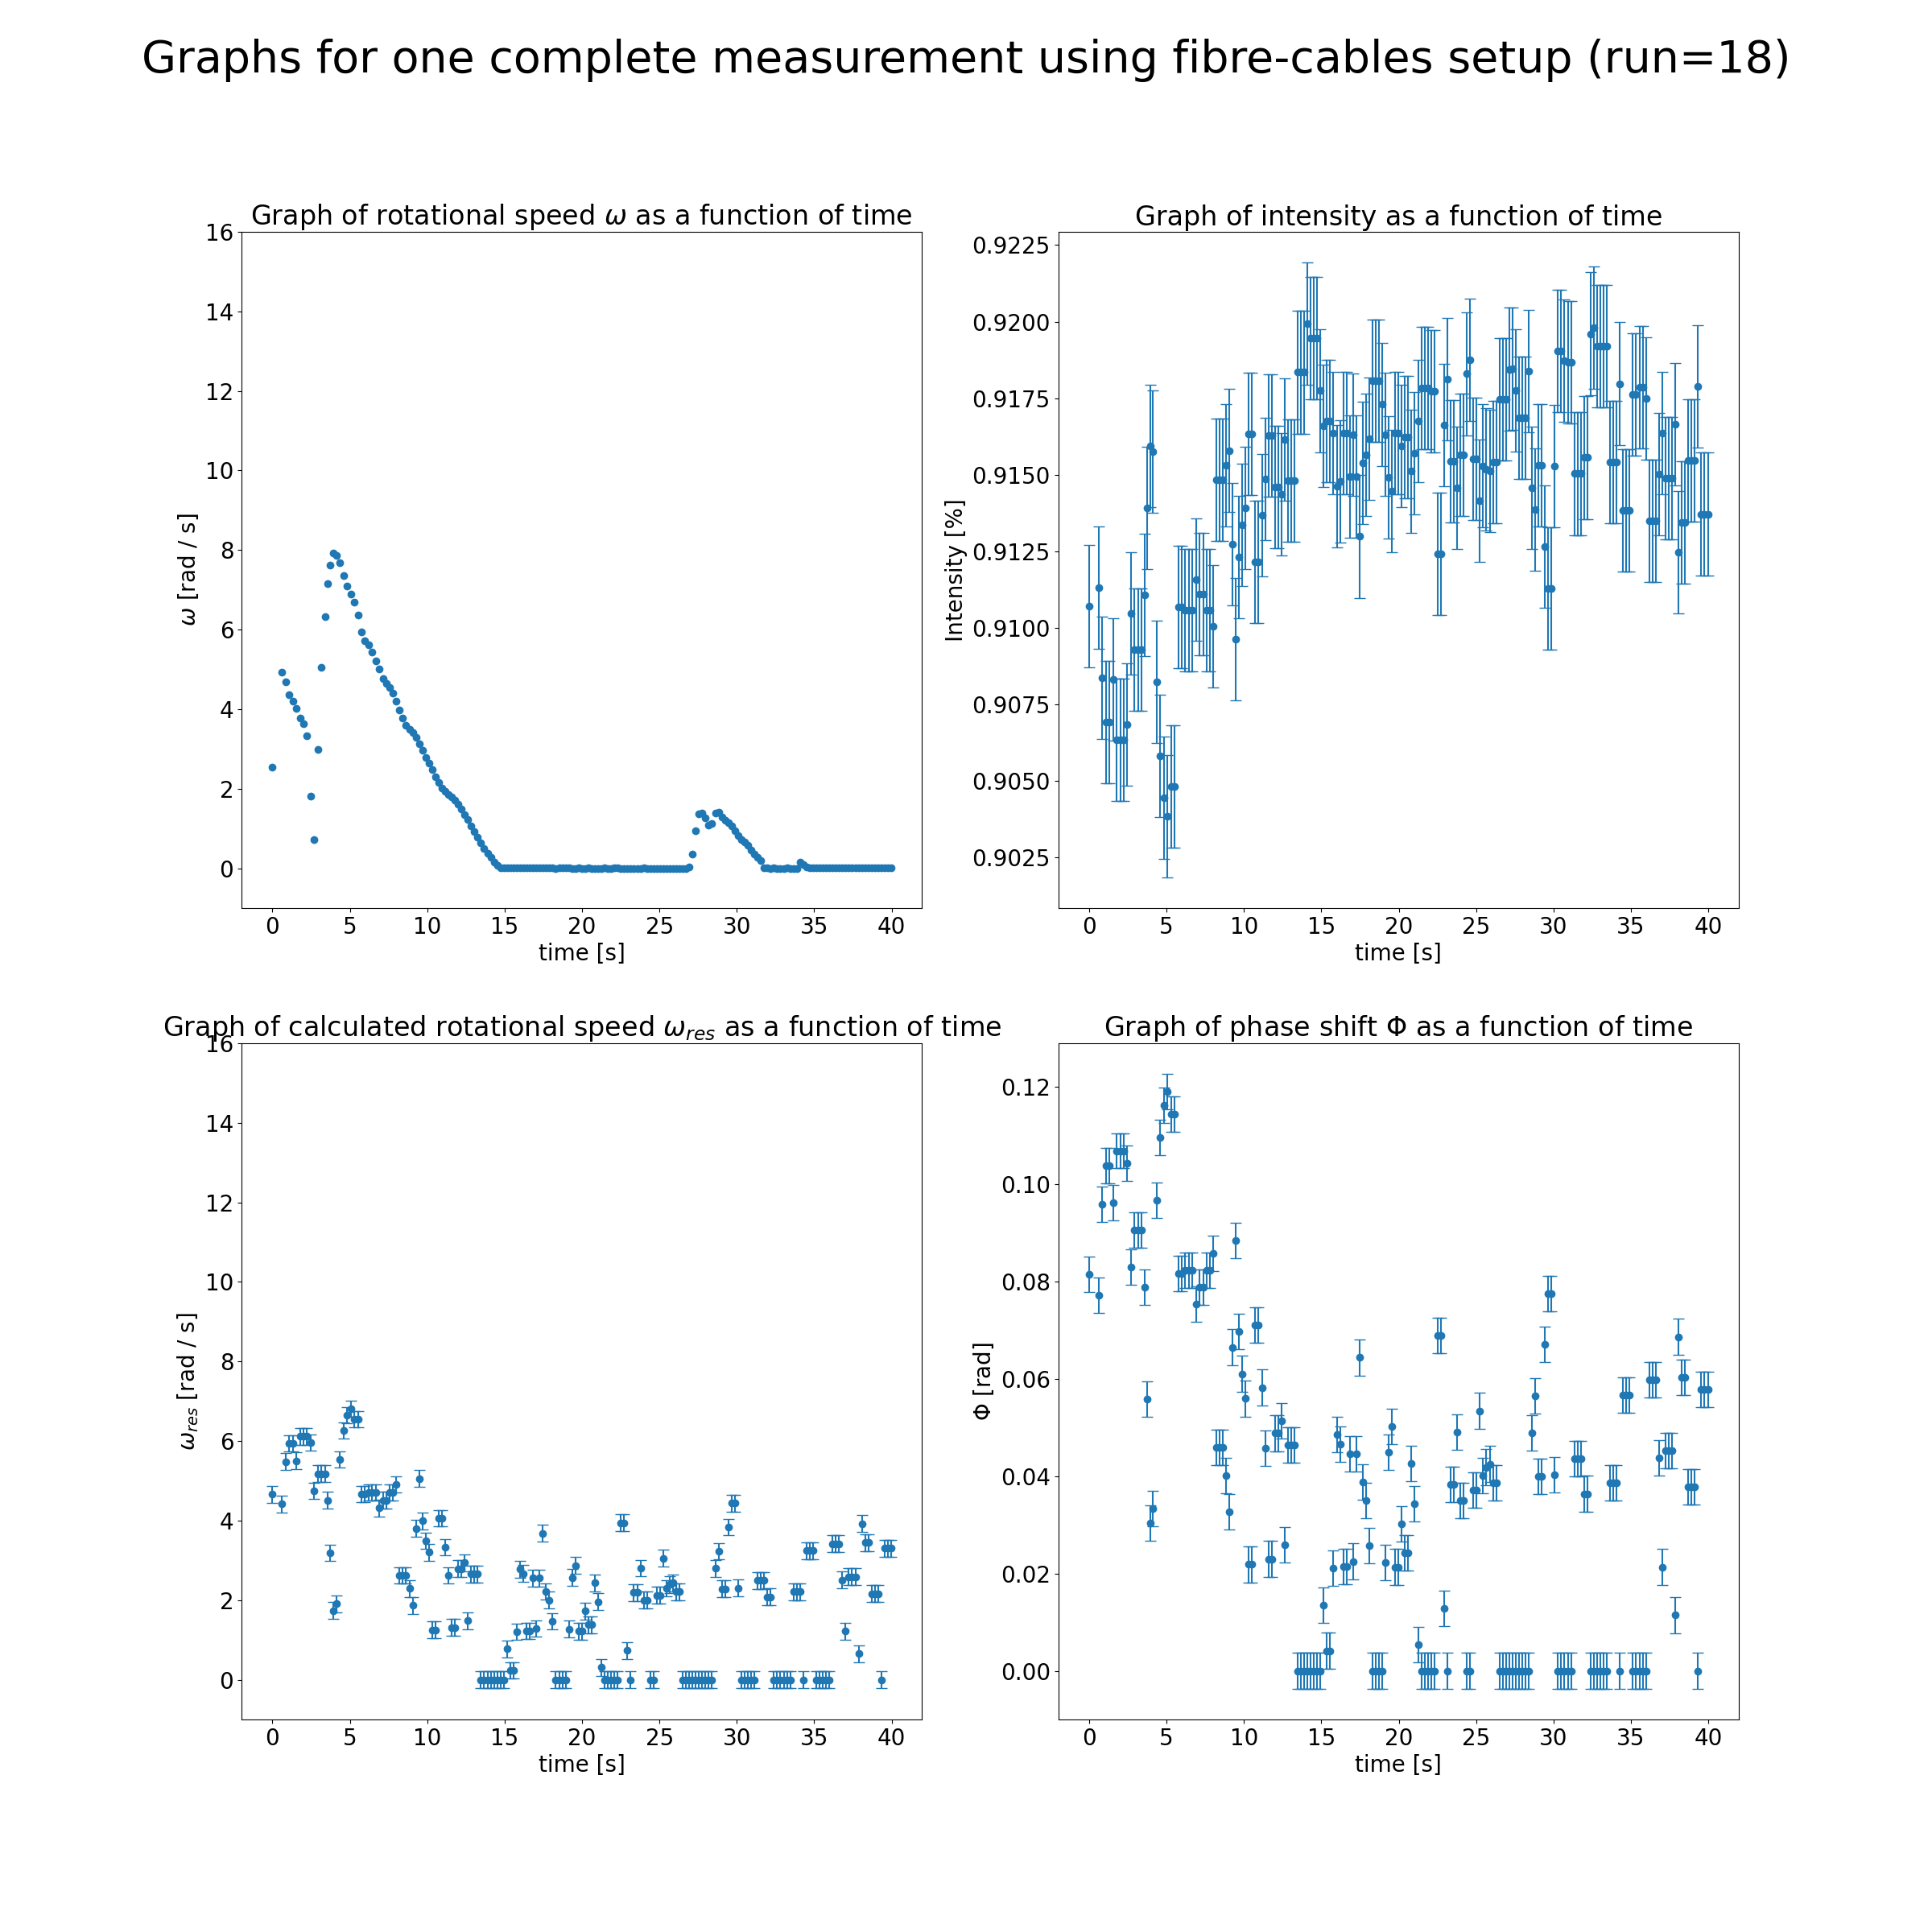 Graphs for one complete measurement using fibre-cables setup (run=18)
Graph of rotational speed ω as a function of time
16
14
12
10
8
6
4
2
0
ω [rad / s]
0 5 10 15 20 25 30 35 40
time [s]
Graph of intensity as a function of time
0.9225
0.9200
0.9175
0.9150
0.9125
0.9100
0.9075
0.9050
0.9025
Intensity [%]
0 5 10 15 20 25 30 35 40
time [s]
Graph of calculated rotational speed ω_res as a function of time
16
14
12
10
8
6
4
2
0
ω_res [rad / s]
0 5 10 15 20 25 30 35 40
time [s]
Graph of phase shift Φ as a function of time
0.12
0.10
0.08
0.06
0.04
0.02
0.00
Φ [rad]
0 5 10 15 20 25 30 35 40
time [s]